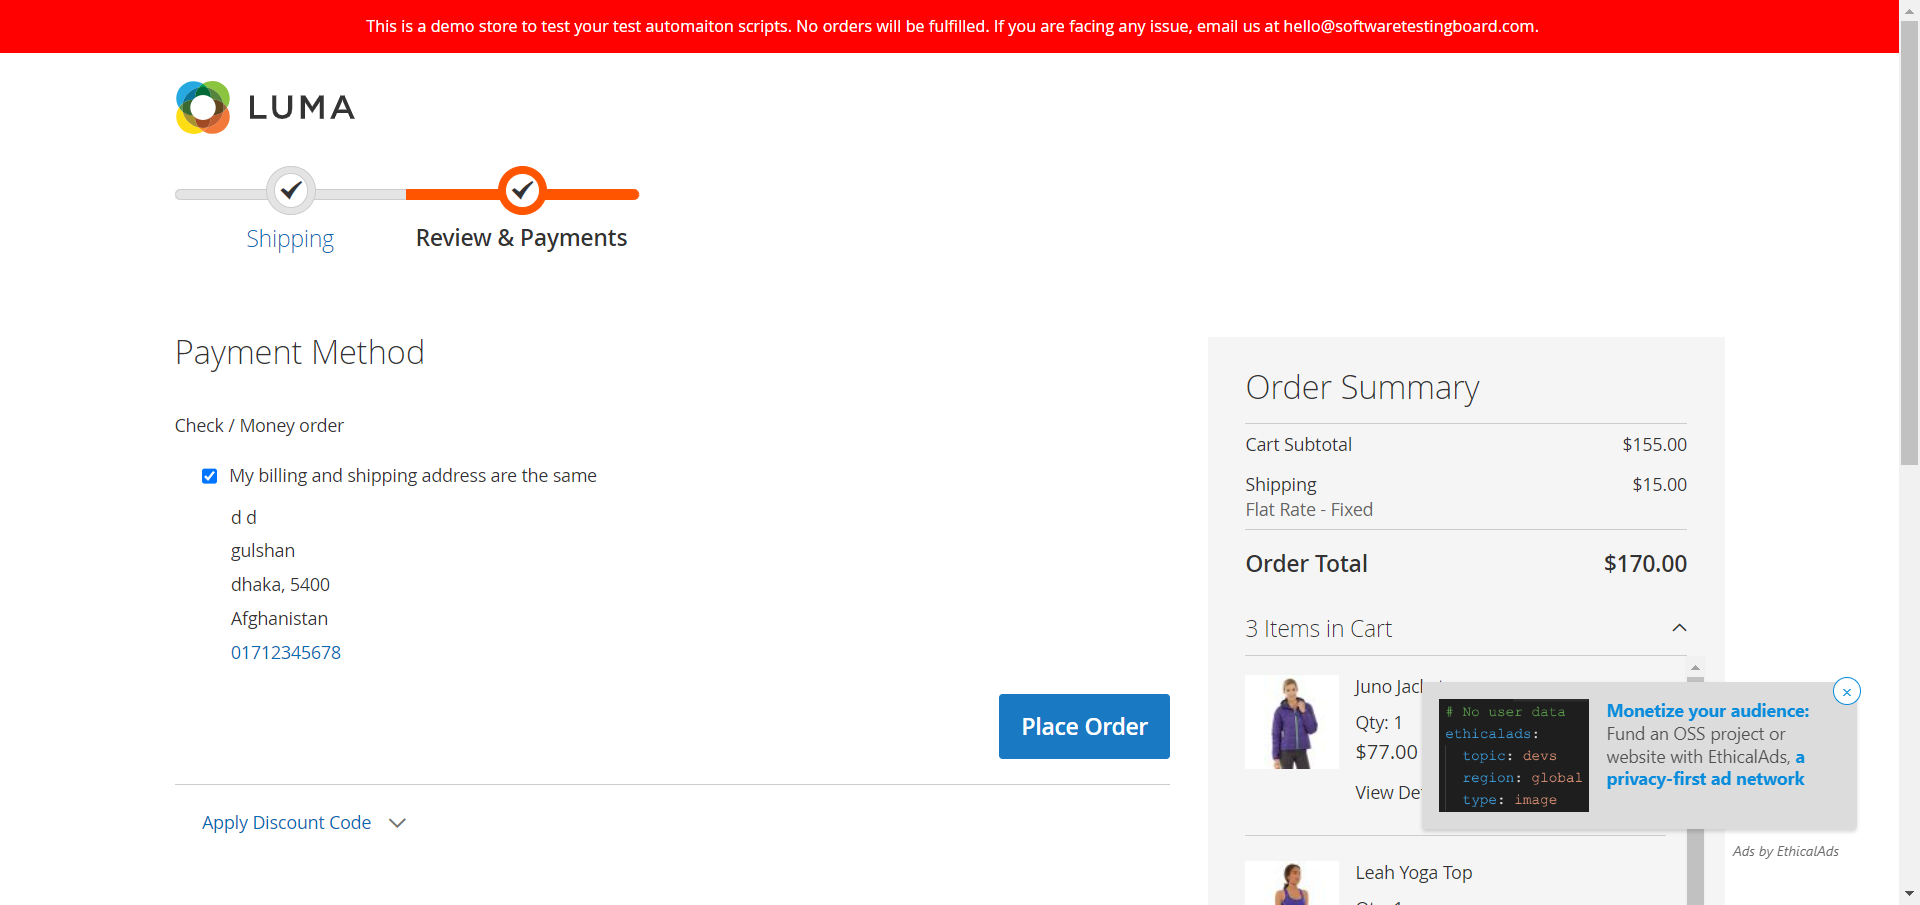 This is a demo store to test your test automaiton scripts. No orders will be fulfilled. If you are facing any issue, email us at hello@softwaretestingboard.com.
LUMA
Shipping
Review & Payments
Payment Method
Check / Money order
My billing and shipping address are the same
d d
gulshan
dhaka, 5400
Afghanistan
01712345678
Place Order
Apply Discount Code
Order Summary
Cart Subtotal $155.00
Shipping $15.00
Flat Rate - Fixed
Order Total $170.00
3 Items in Cart
Juno
Qty: 1
$77.00
View
Leah Yoga Top
# No user data
ethicalads:
topic: devs
region: global
type: image
Monetize your audience:
Fund an OSS project or
website with EthicalAds, a
privacy-first ad network
Ads by EthicalAds